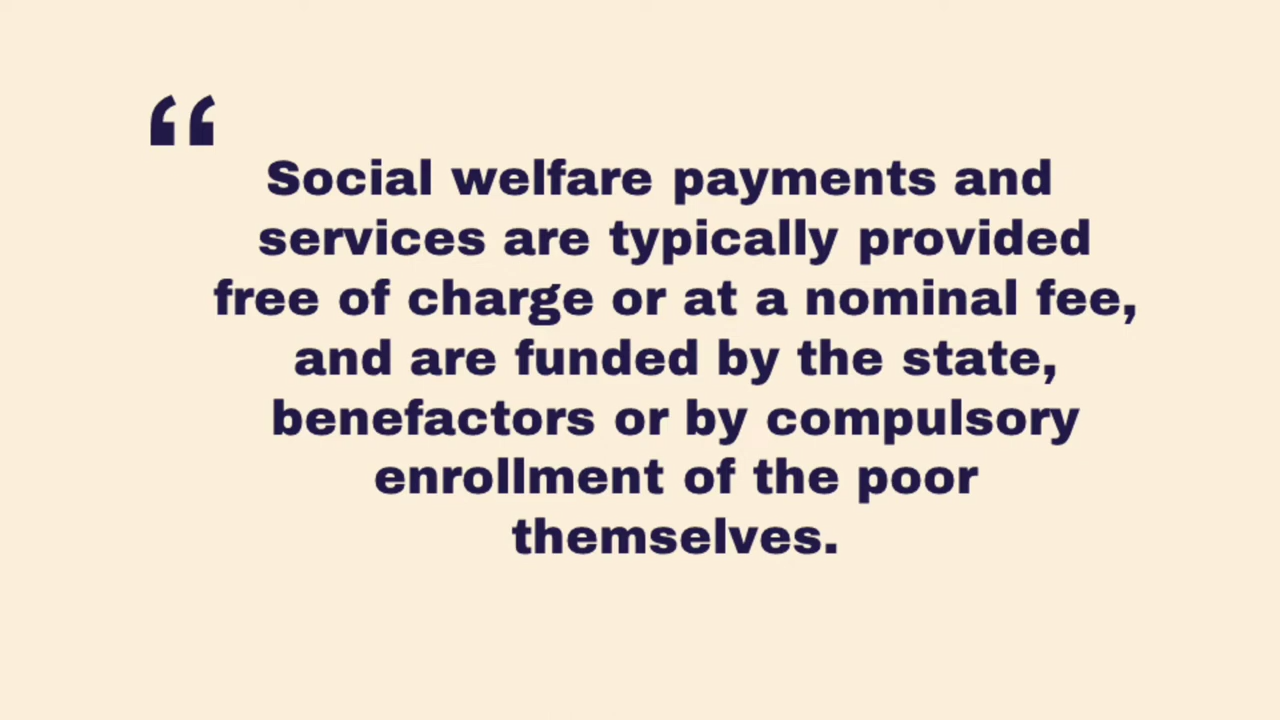 “
Social welfare payments and
services are typically provided
free of charge or at a nominal fee,
and are funded by the state,
benefactors or by compulsory
enrollment of the poor
themselves.